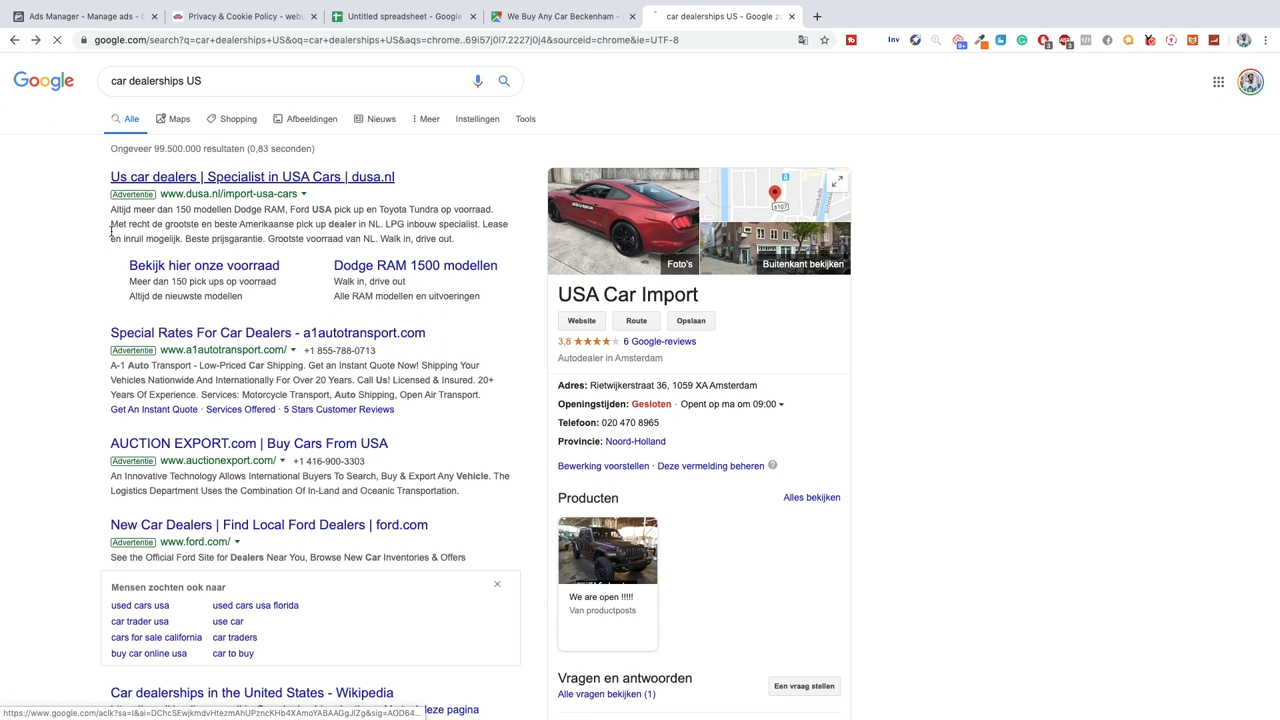 Ads Manager - Manage ads -
Privacy & Cookie Policy - webu
Untitled spreadsheet - Google
We Buy Any Car Beckenham -
car dealerships US - Google zo
google.com/search?q=car+dealerships+US&oq=car+dealerships+US&aqs=chrome..69i57j0l7.2227j0j4&sourceid=chrome&ie=UTF-8
Inv
Google
car dealerships US
Alle
Maps
Shopping
Afbeeldingen
Nieuws
Meer
Instellingen
Tools
Ongeveer 99.500.000 resultaten (0,83 seconden)
Us car dealers | Specialist in USA Cars | dusa.nl
Advertentie www.dusa.nl/import-usa-cars
Altijd meer dan 150 modellen Dodge RAM, Ford USA pick up en Toyota Tundra op voorraad.
Met recht de grootste en beste Amerikaanse pick up dealer in NL. LPG inbouw specialist. Lease
en inruil mogelijk. Beste prijsgarantie. Grootste voorraad van NL. Walk in, drive out.
Bekijk hier onze voorraad
Meer dan 150 pick ups op voorraad
Altijd de nieuwste modellen
Dodge RAM 1500 modellen
Walk in, drive out
Alle RAM modellen en uitvoeringen
Special Rates For Car Dealers - a1autotransport.com
Advertentie www.a1autotransport.com/ +1 855-788-0713
A-1 Auto Transport - Low-Priced Car Shipping. Get an Instant Quote Now! Shipping Your
Vehicles Nationwide And Internationally For Over 20 Years. Call Us! Licensed & Insured. 20+
Years Of Experience. Services: Motorcycle Transport, Auto Shipping, Open Air Transport.
Get An Instant Quote · Services Offered · 5 Stars Customer Reviews
AUCTION EXPORT.com | Buy Cars From USA
Advertentie www.auctionexport.com/ +1 416-900-3303
An Innovative Technology Allows International Buyers To Search, Buy & Export Any Vehicle. The
Logistics Department Uses the Combination Of In-Land and Oceanic Transportation.
New Car Dealers | Find Local Ford Dealers | ford.com
Advertentie www.ford.com/
See the Official Ford Site for Dealers Near You, Browse New Car Inventories & Offers
Mensen zochten ook naar
used cars usa
used cars usa florida
car trader usa
use car
cars for sale california
car traders
buy car online usa
car to buy
Car dealerships in the United States - Wikipedia
deze pagina
https://www.google.com/aclk?sa=l&ai=DChcSEwjkmdvHtezmAhUPzncKHb4XAmoYABAAGgJlZg&sig=AOD64...
s107
Foto's
Buitenkant bekijken
USA Car Import
Website
Route
Opslaan
3,8 6 Google-reviews
Autodealer in Amsterdam
Adres: Rietwijkerstraat 36, 1059 XA Amsterdam
Openingstijden: Gesloten · Opent op ma om 09:00
Telefoon: 020 470 8965
Provincie: Noord-Holland
Bewerking voorstellen · Deze vermelding beheren
Producten
Alles bekijken
We are open !!!!!
Van productposts
Vragen en antwoorden
Alle vragen bekijken (1)
Een vraag stellen